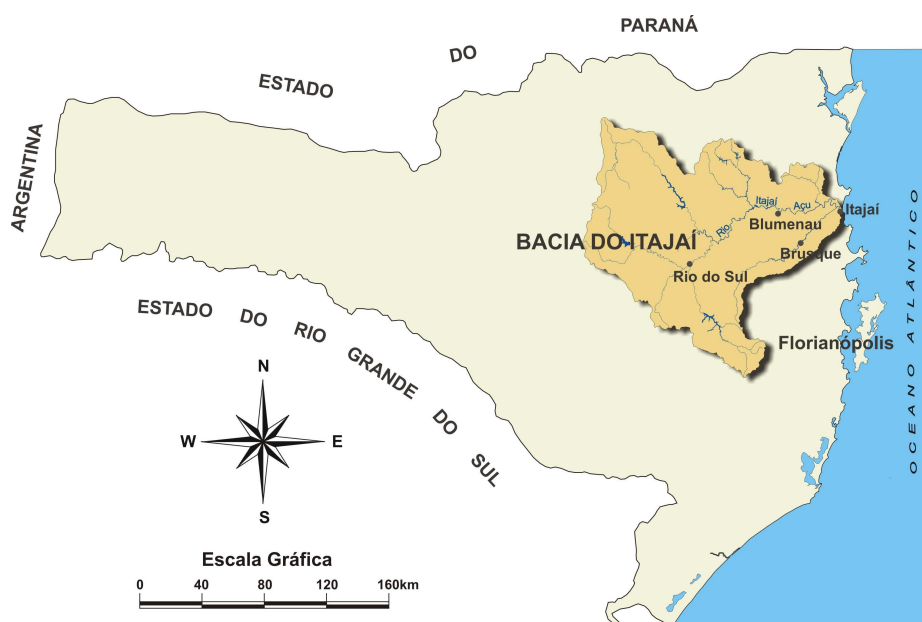 PARANÁ
ESTADO DO
ARGENTINA
Itajaí Açu
Rio
Itajaí
Blumenau
BACIA DO ITAJAÍ
Brusque
Rio do Sul
OCEANO ATLÂNTICO
ESTADO DO RIO GRANDE DO SUL
Florianópolis
N
W E
S
Escala Gráfica
0 40 80 120 160km